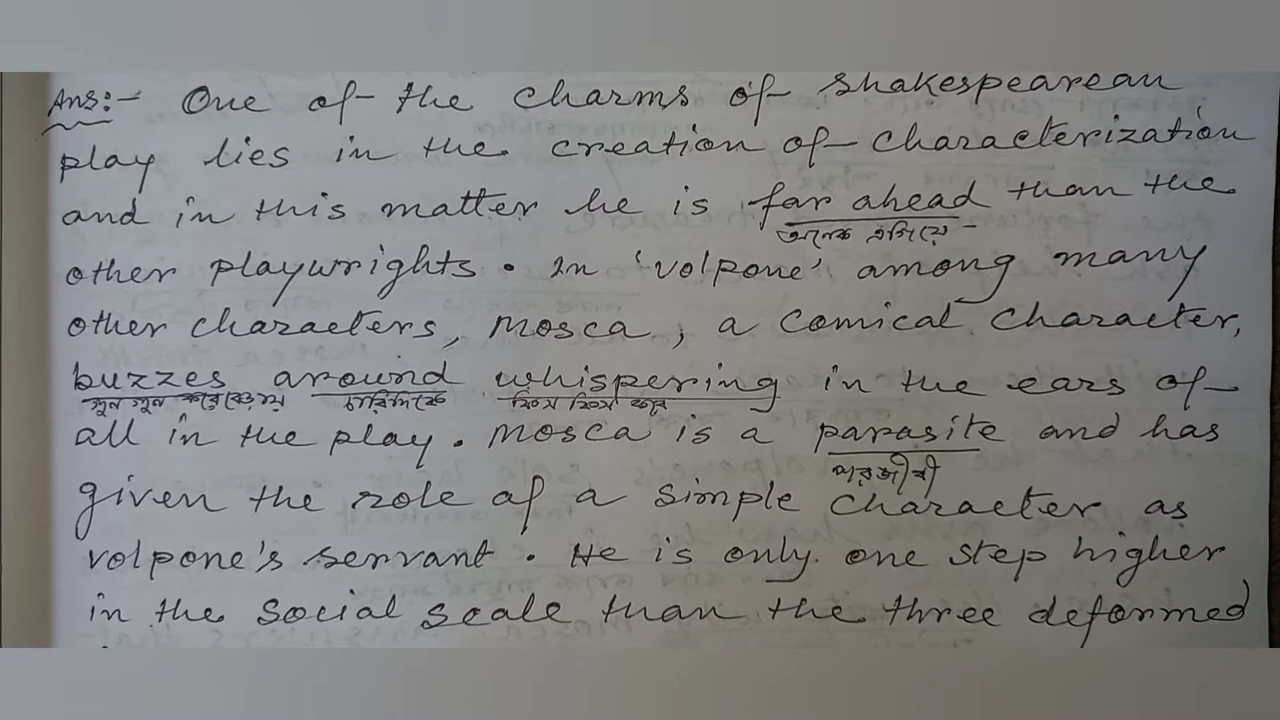 Ans:- One of the charms of Shakespearean
play lies in the creation of characterization
and in this matter he is far ahead than the
অনেক এগিয়ে
other playwrights. In 'volpone' among many
other characters, Mosca, a comical character,
buzzes around whispering in the ears of
গুন গুন করে বেড়ায় চারিদিকে ফিস ফিস করে
all in the play. Mosca is a parasite and has
পরজীবী
given the role of a simple character as
volpone's servant. He is only one step higher
in the social scale than the three deformed